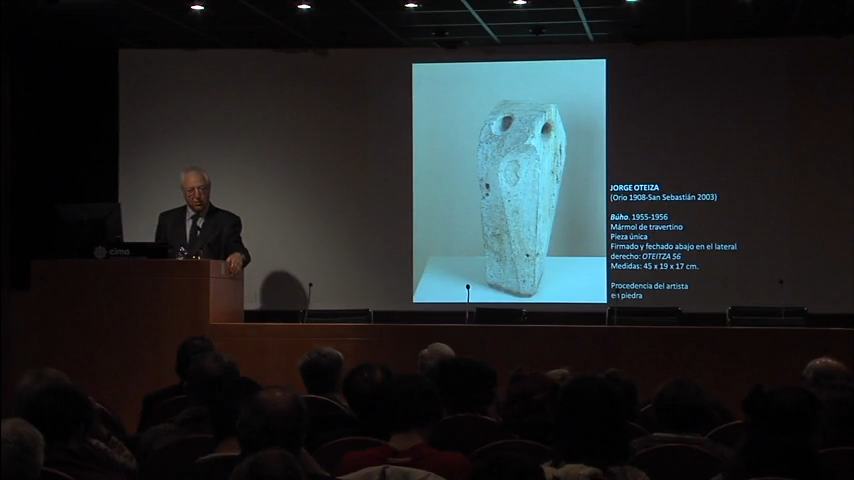 JORGE OTEIZA
(Orio 1908-San Sebastián 2003)
Búho. 1955-1956
Mármol de travertino
Pieza única
Firmado y fechado abajo en el lateral
derecho: OTEITZA 56
Medidas: 45 x 19 x 17 cm.
Procedencia del artista
en piedra